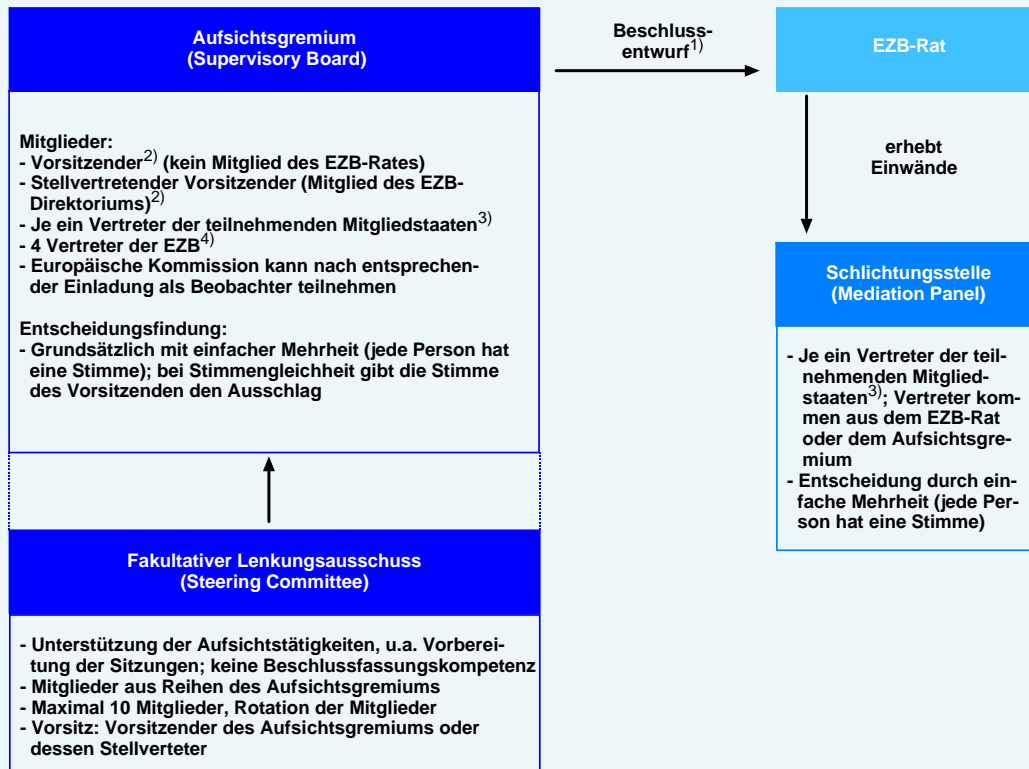 Aufsichtsgremium
(Supervisory Board)
Mitglieder:
- Vorsitzender2) (kein Mitglied des EZB-Rates)
- Stellvertretender Vorsitzender (Mitglied des EZB-
Direktoriums)2)
- Je ein Vertreter der teilnehmenden Mitgliedstaaten3)
- 4 Vertreter der EZB4)
- Europäische Kommission kann nach entsprechen-
der Einladung als Beobachter teilnehmen
Entscheidungsfindung:
- Grundsätzlich mit einfacher Mehrheit (jede Person hat
eine Stimme); bei Stimmengleichheit gibt die Stimme
des Vorsitzenden den Ausschlag
Beschluss-
entwurf1)
EZB-Rat
erhebt
Einwände
Schlichtungsstelle
(Mediation Panel)
- Je ein Vertreter der teil-
nehmenden Mitglied-
staaten3); Vertreter kom-
men aus dem EZB-Rat
oder dem Aufsichtsgre-
mium
- Entscheidung durch ein-
fache Mehrheit (jede Per-
son hat eine Stimme)
Fakultativer Lenkungsausschuss
(Steering Committee)
- Unterstützung der Aufsichtstätigkeiten, u.a. Vorberei-
tung der Sitzungen; keine Beschlussfassungskompetenz
- Mitglieder aus Reihen des Aufsichtsgremiums
- Maximal 10 Mitglieder, Rotation der Mitglieder
- Vorsitz: Vorsitzender des Aufsichtsgremiums oder
dessen Stellverteter